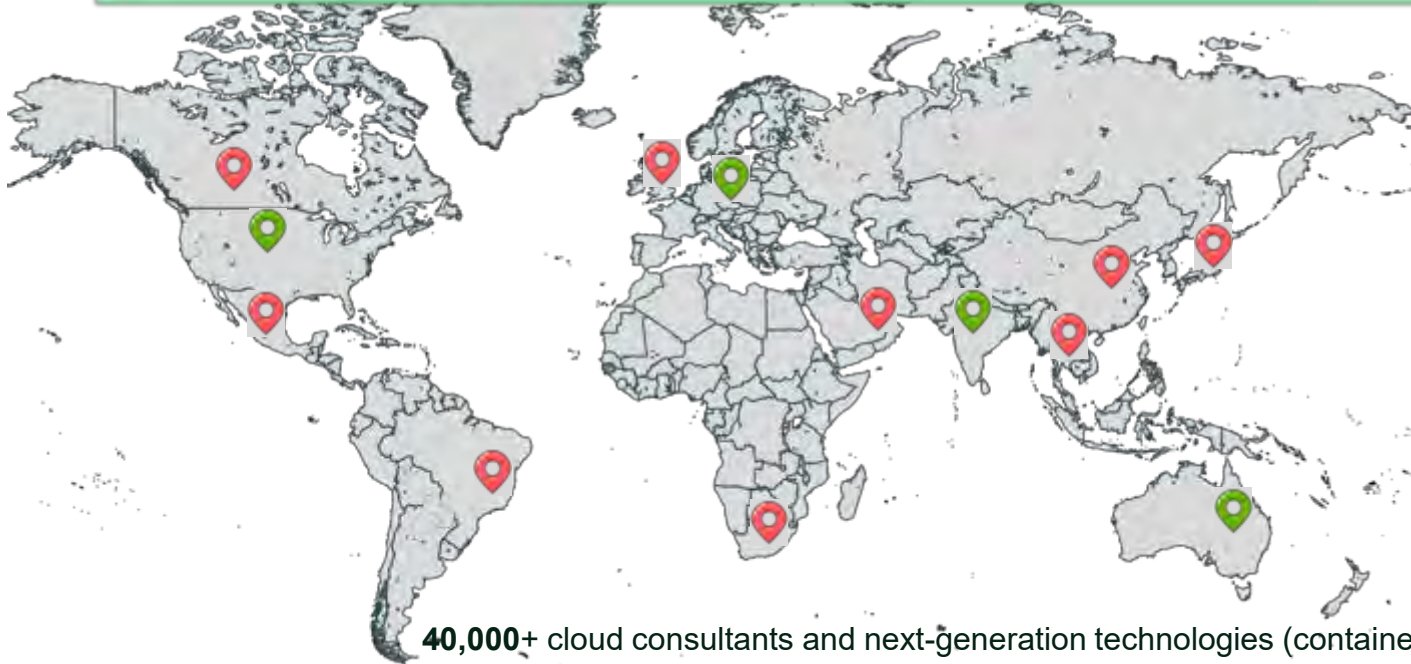 40,000+ cloud consultants and next-generation technologies (containe